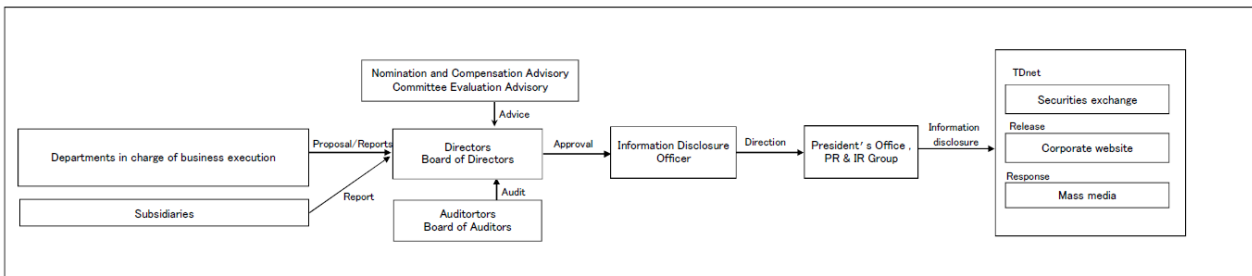 Nomination and Compensation Advisory
Committee Evaluation Advisory
Advice
Departments in charge of business execution
Proposal/Reports
Directors
Board of Directors
Approval
Information Disclosure
Officer
Direction
President's Office ,
PR & IR Group
Information
disclosure
TDnet
Securities exchange
Release
Corporate website
Response
Mass media
Subsidiaries
Report
Audit
Auditortors
Board of Auditors